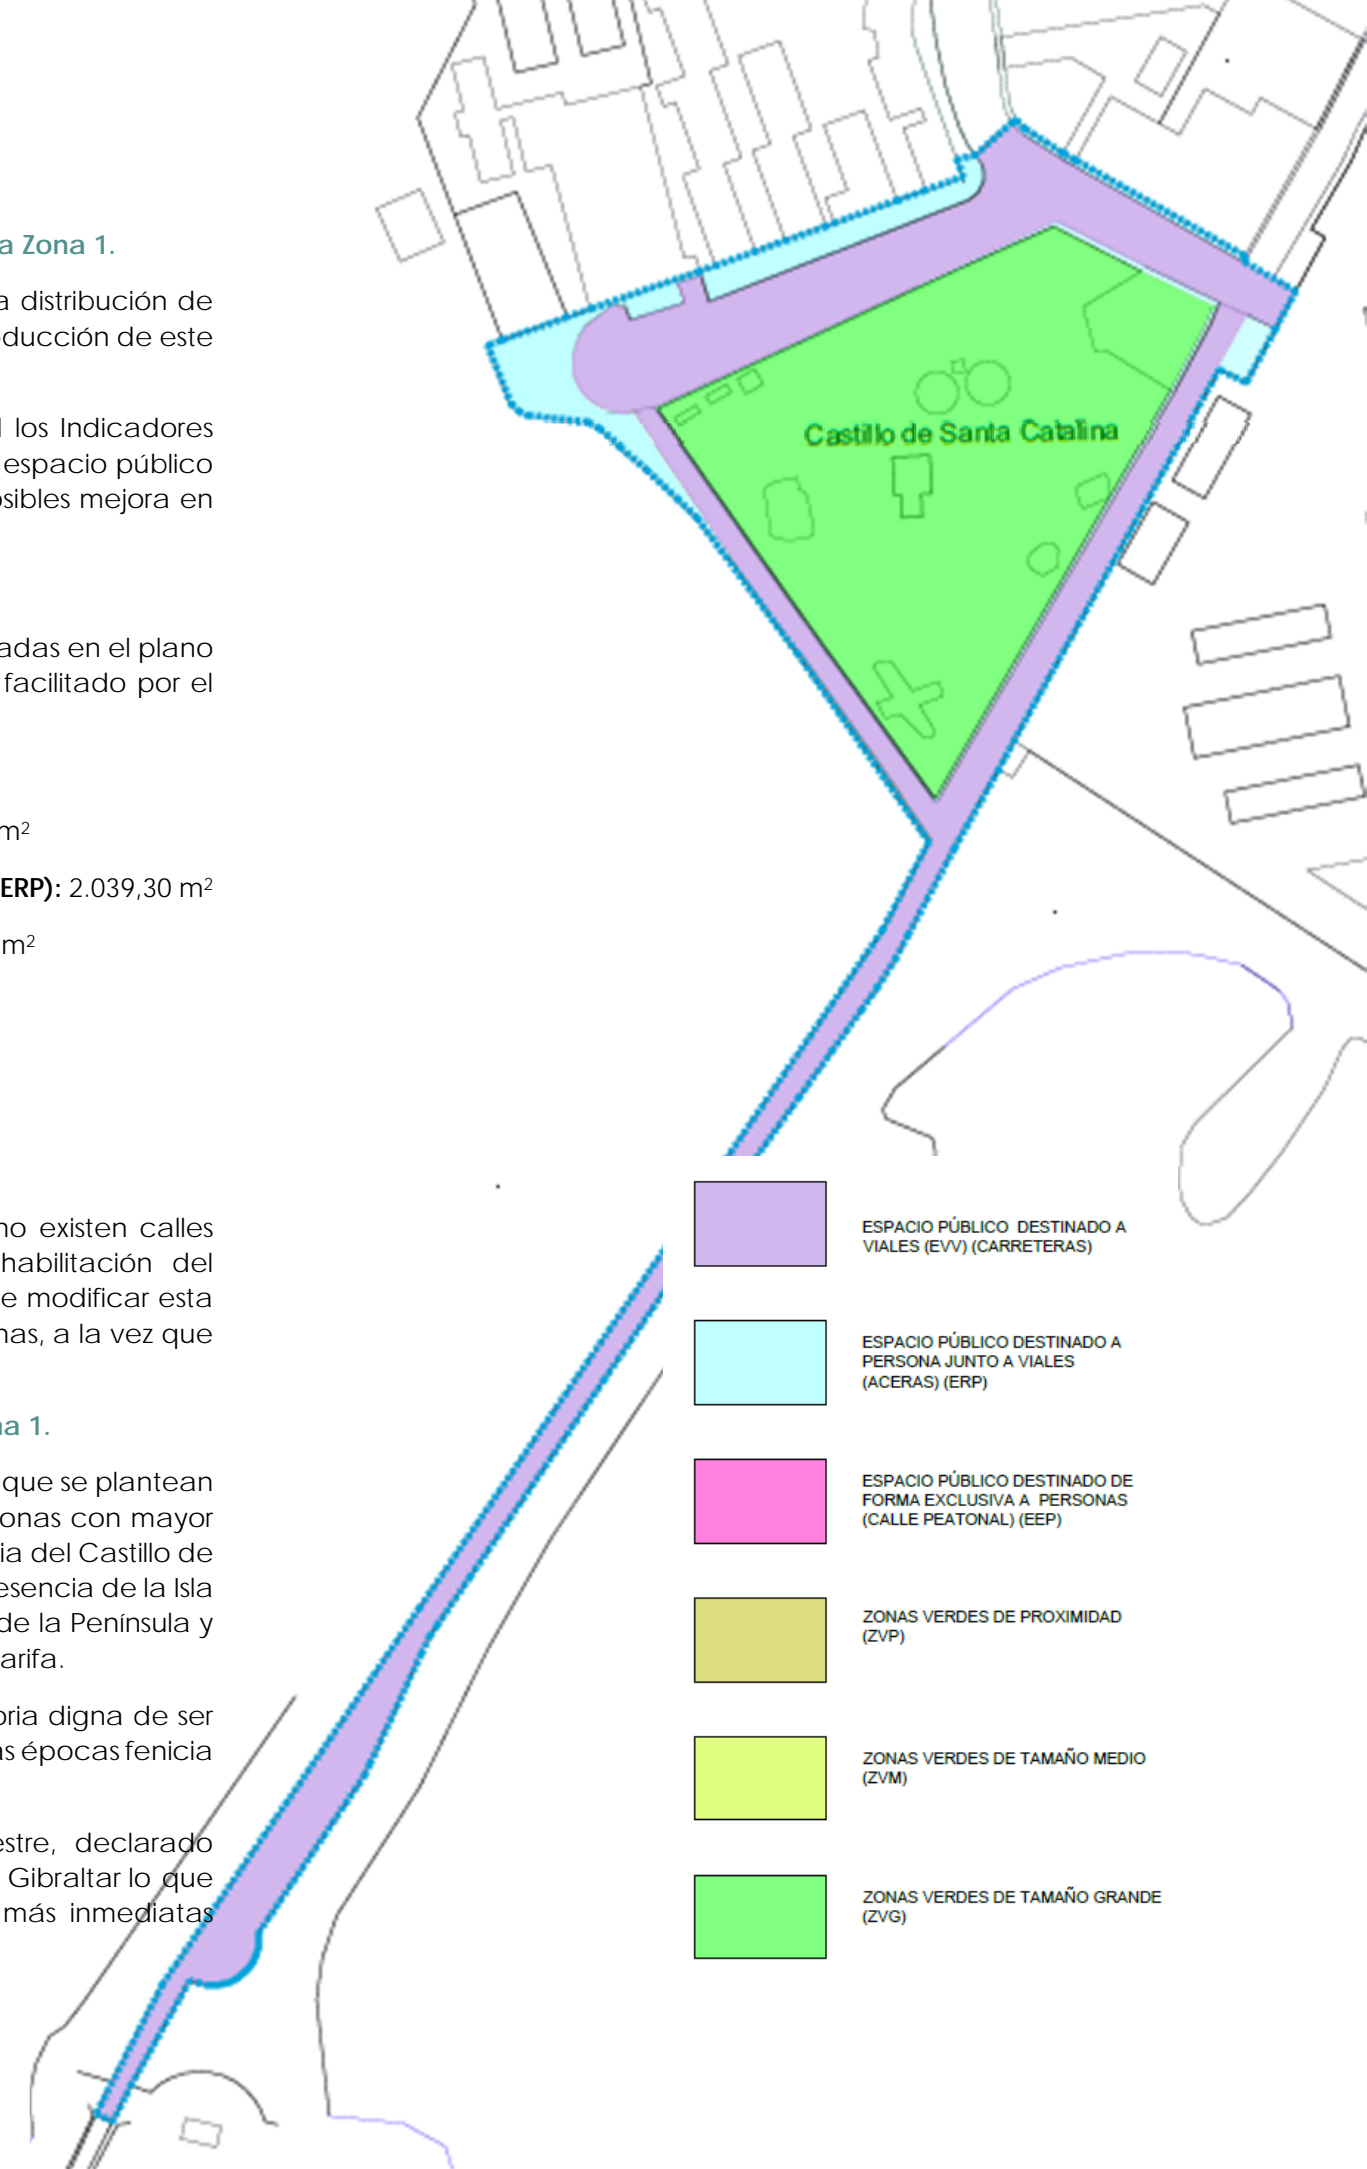 a Zona 1.
a distribución de
oducción de este
l los Indicadores
espacio público
osibles mejora en
adas en el plano
facilitado por el
m²
ERP): 2.039,30 m²
m²
no existen calles
habilitación del
e modificar esta
nas, a la vez que
na 1.
que se plantean
onas con mayor
ia del Castillo de
esencia de la Isla
de la Península y
arifa.
oria digna de ser
as épocas fenicia
estre, declarado
Gibraltar lo que
más inmediatas
Castillo de Santa Catalina
ESPACIO PÚBLICO DESTINADO A
VIALES (EVV) (CARRETERAS)
ESPACIO PÚBLICO DESTINADO A
PERSONA JUNTO A VIALES
(ACERAS) (ERP)
ESPACIO PÚBLICO DESTINADO DE
FORMA EXCLUSIVA A PERSONAS
(CALLE PEATONAL) (EEP)
ZONAS VERDES DE PROXIMIDAD
(ZVP)
ZONAS VERDES DE TAMAÑO MEDIO
(ZVM)
ZONAS VERDES DE TAMAÑO GRANDE
(ZVG)